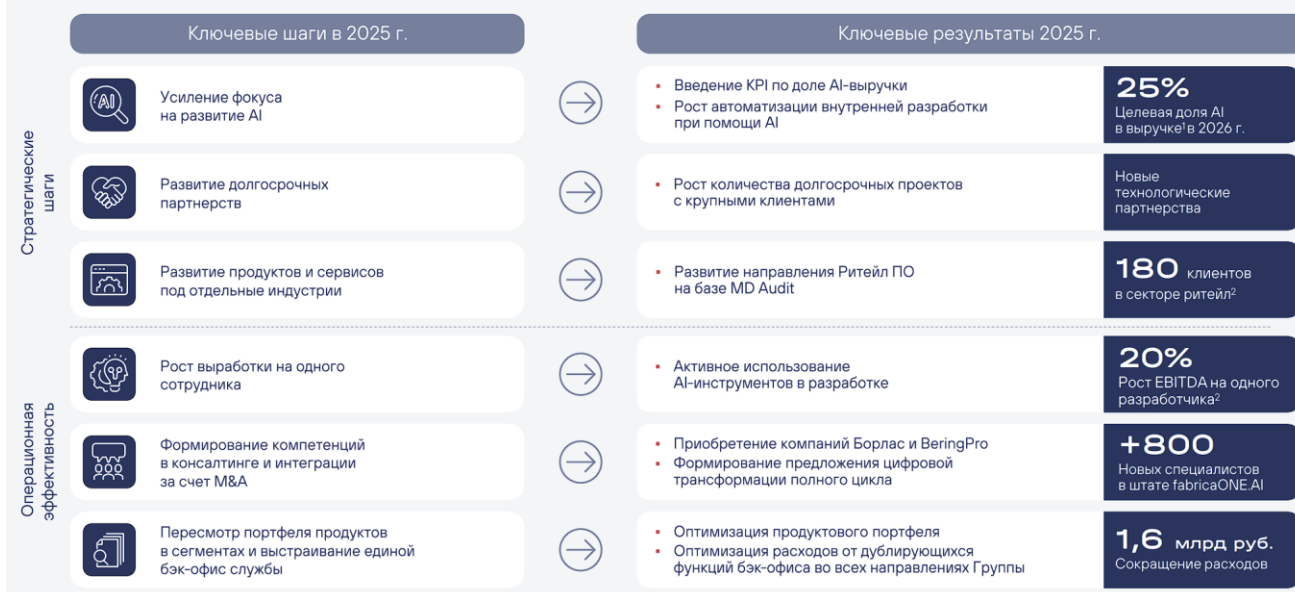 Ключевые шаги в 2025 г.
Ключевые результаты 2025 г.
Стратегические
шаги
AI
Усиление фокуса
на развитие AI
▪ Введение KPI по доле AI-выручки
▪ Рост автоматизации внутренней разработки
при помощи AI
25%
Целевая доля AI
в выручке¹ в 2026 г.
Развитие долгосрочных
партнерств
▪ Рост количества долгосрочных проектов
с крупными клиентами
Новые
технологические
партнерства
Развитие продуктов и сервисов
под отдельные индустрии
▪ Развитие направления Ритейл ПО
на базе MD Audit
180 клиентов
в секторе ритейл²
Операционная
эффективность
Рост выработки на одного
сотрудника
▪ Активное использование
AI-инструментов в разработке
20%
Рост EBITDA на одного
разработчика²
Формирование компетенций
в консалтинге и интеграции
за счет M&A
▪ Приобретение компаний Борлас и BeringPro
▪ Формирование предложения цифровой
трансформации полного цикла
+800
Новых специалистов
в штате fabricaONE.AI
Пересмотр портфеля продуктов
в сегментах и выстраивание единой
бэк-офис службы
▪ Оптимизация продуктового портфеля
▪ Оптимизация расходов от дублирующих
функций бэк-офиса во всех направлениях Группы
1,6 млрд руб.
Сокращение расходов